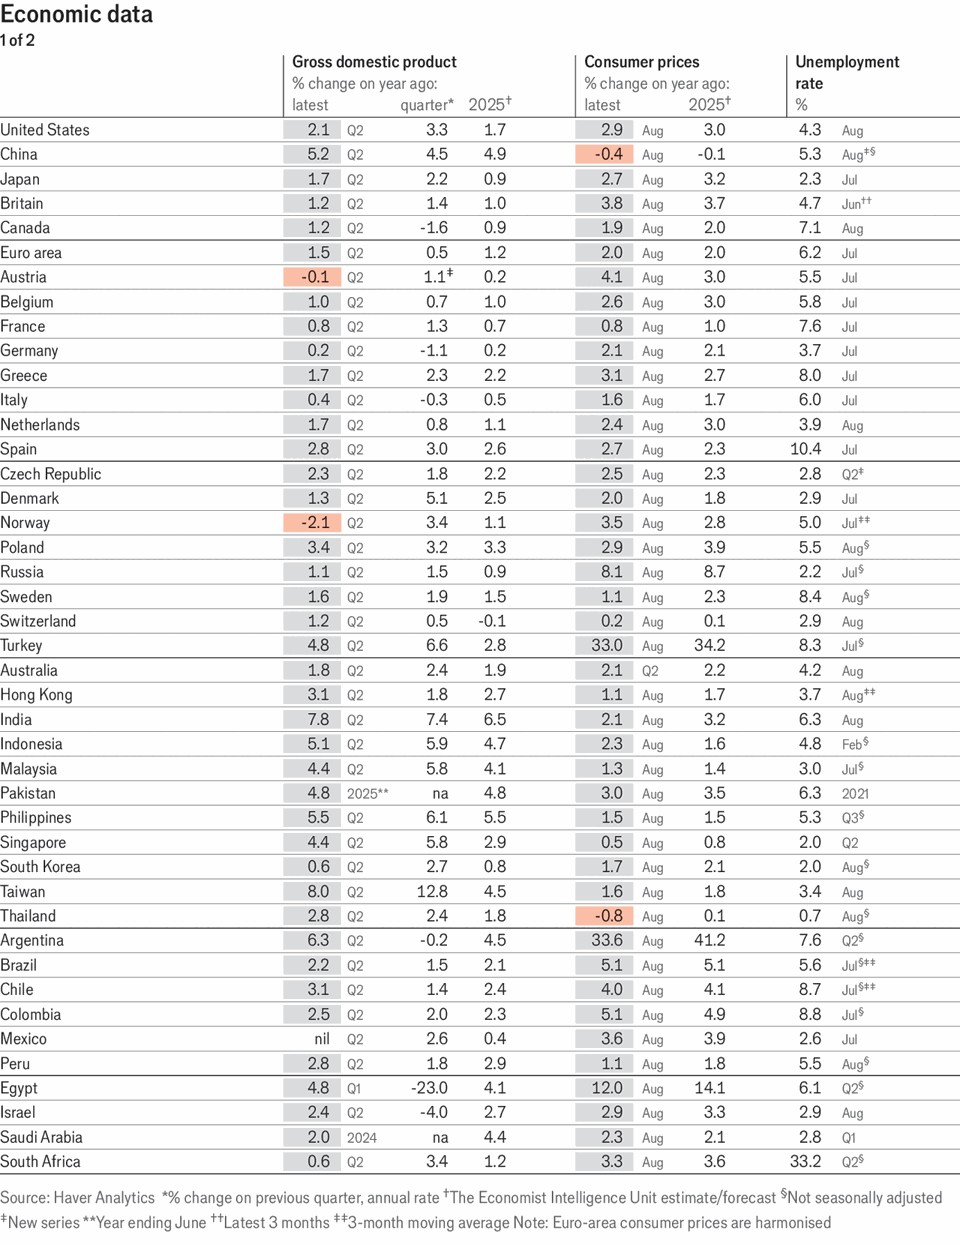 Economic data
1 of 2
Gross domestic product Consumer prices Unemployment
% change on year ago: % change on year ago: rate
latest quarter* 2025† latest 2025† %
United States 2.1 Q2 3.3 1.7 2.9 Aug 3.0 4.3 Aug
China 5.2 Q2 4.5 4.9 -0.4 Aug -0.1 5.3 Aug‡§
Japan 1.7 Q2 2.2 0.9 2.7 Aug 3.2 2.3 Jul
Britain 1.2 Q2 1.4 1.0 3.8 Aug 3.7 4.7 Jun††
Canada 1.2 Q2 -1.6 0.9 1.9 Aug 2.0 7.1 Aug
Euro area 1.5 Q2 0.5 1.2 2.0 Aug 2.0 6.2 Jul
Austria -0.1 Q2 1.1‡ 0.2 4.1 Aug 3.0 5.5 Jul
Belgium 1.0 Q2 0.7 1.0 2.6 Aug 3.0 5.8 Jul
France 0.8 Q2 1.3 0.7 0.8 Aug 1.0 7.6 Jul
Germany 0.2 Q2 -1.1 0.2 2.1 Aug 2.1 3.7 Jul
Greece 1.7 Q2 2.3 2.2 3.1 Aug 2.7 8.0 Jul
Italy 0.4 Q2 -0.3 0.5 1.6 Aug 1.7 6.0 Jul
Netherlands 1.7 Q2 0.8 1.1 2.4 Aug 3.0 3.9 Aug
Spain 2.8 Q2 3.0 2.6 2.7 Aug 2.3 10.4 Jul
Czech Republic 2.3 Q2 1.8 2.2 2.5 Aug 2.3 2.8 Q2‡
Denmark 1.3 Q2 5.1 2.5 2.0 Aug 1.8 2.9 Jul
Norway -2.1 Q2 3.4 1.1 3.5 Aug 2.8 5.0 Jul‡‡
Poland 3.4 Q2 3.2 3.3 2.9 Aug 3.9 5.5 Aug§
Russia 1.1 Q2 1.5 0.9 8.1 Aug 8.7 2.2 Jul§
Sweden 1.6 Q2 1.9 1.5 1.1 Aug 2.3 8.4 Aug§
Switzerland 1.2 Q2 0.5 -0.1 0.2 Aug 0.1 2.9 Aug
Turkey 4.8 Q2 6.6 2.8 33.0 Aug 34.2 8.3 Jul§
Australia 1.8 Q2 2.4 1.9 2.1 Q2 2.2 4.2 Aug
Hong Kong 3.1 Q2 1.8 2.7 1.1 Aug 1.7 3.7 Aug‡‡
India 7.8 Q2 7.4 6.5 2.1 Aug 3.2 6.3 Aug
Indonesia 5.1 Q2 5.9 4.7 2.3 Aug 1.6 4.8 Feb§
Malaysia 4.4 Q2 5.8 4.1 1.3 Aug 1.4 3.0 Jul§
Pakistan 4.8 2025** na 4.8 3.0 Aug 3.5 6.3 2021
Philippines 5.5 Q2 6.1 5.5 1.5 Aug 1.5 5.3 Q3§
Singapore 4.4 Q2 5.8 2.9 0.5 Aug 0.8 2.0 Q2
South Korea 0.6 Q2 2.7 0.8 1.7 Aug 2.1 2.0 Aug§
Taiwan 8.0 Q2 12.8 4.5 1.6 Aug 1.8 3.4 Aug
Thailand 2.8 Q2 2.4 1.8 -0.8 Aug 0.1 0.7 Aug§
Argentina 6.3 Q2 -0.2 4.5 33.6 Aug 41.2 7.6 Q2§
Brazil 2.2 Q2 1.5 2.1 5.1 Aug 5.1 5.6 Jul§‡‡
Chile 3.1 Q2 1.4 2.4 4.0 Aug 4.1 8.7 Jul§‡‡
Colombia 2.5 Q2 2.0 2.3 5.1 Aug 4.9 8.8 Jul§
Mexico nil Q2 2.6 0.4 3.6 Aug 3.9 2.6 Jul
Peru 2.8 Q2 1.8 2.9 1.1 Aug 1.8 5.5 Aug§
Egypt 4.8 Q1 -23.0 4.1 12.0 Aug 14.1 6.1 Q2§
Israel 2.4 Q2 -4.0 2.7 2.9 Aug 3.3 2.9 Aug
Saudi Arabia 2.0 2024 na 4.4 2.3 Aug 2.1 2.8 Q1
South Africa 0.6 Q2 3.4 1.2 3.3 Aug 3.6 33.2 Q2§
Source: Haver Analytics *% change on previous quarter, annual rate †The Economist Intelligence Unit estimate/forecast §Not seasonally adjusted
‡New series **Year ending June ††Latest 3 months ‡‡3-month moving average Note: Euro-area consumer prices are harmonised